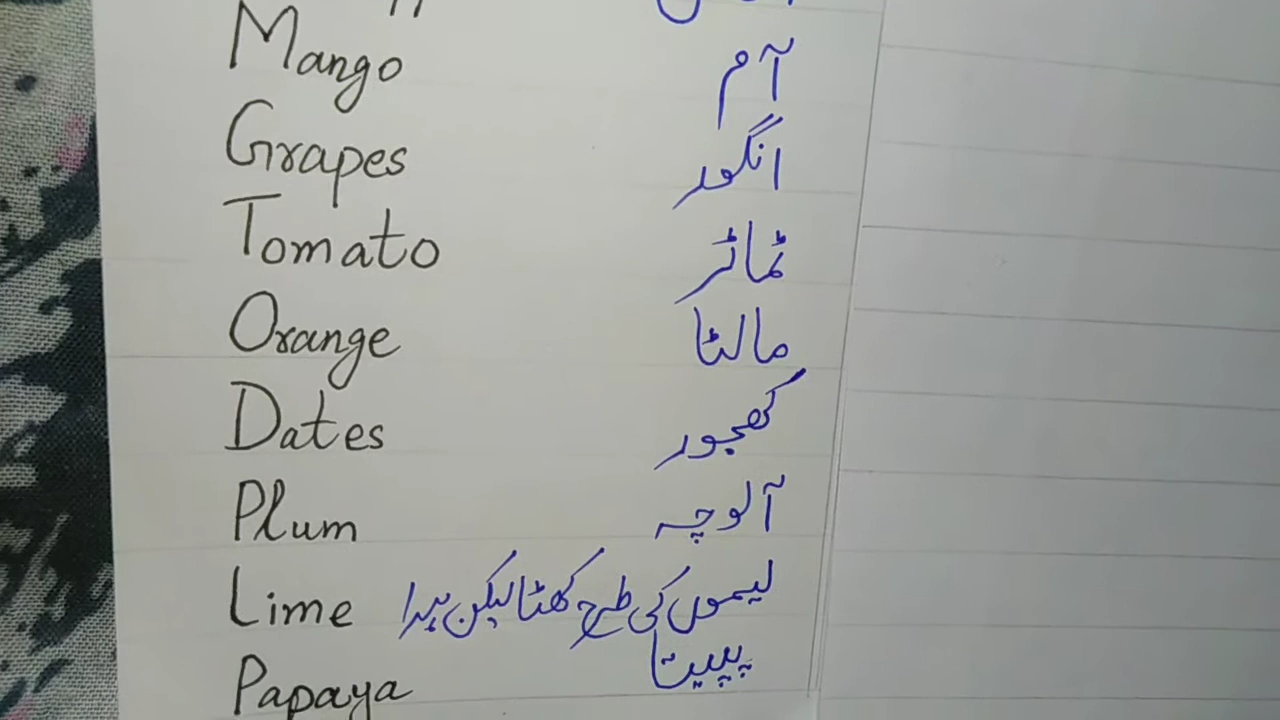 Mango آم
Grapes انگور
Tomato ٹماٹر
Orange مالٹا
Dates کھجور
Plum آلوچہ
Lime لیموں کی طرح کھٹا لیکن ہرا
Papaya پپیتا